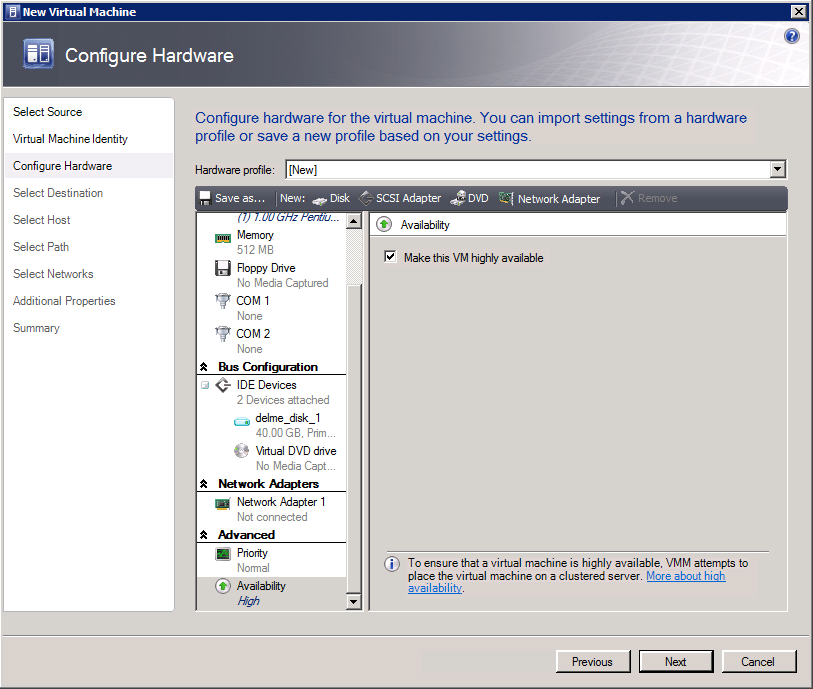 New Virtual Machine
Configure Hardware
Select Source
Virtual Machine Identity
Configure Hardware
Select Destination
Select Host
Select Path
Select Networks
Additional Properties
Summary
Configure hardware for the virtual machine. You can import settings from a hardware
profile or save a new profile based on your settings.
Hardware profile: [New]
Save as... New: Disk SCSI Adapter DVD Network Adapter Remove
(1) 1.00 GHz Pentiu...
Memory
512 MB
Floppy Drive
No Media Captured
COM 1
None
COM 2
None
Bus Configuration
IDE Devices
2 Devices attached
delme_disk_1
40.00 GB, Prim...
Virtual DVD drive
No Media Capt...
Network Adapters
Network Adapter 1
Not connected
Advanced
Priority
Normal
Availability
High
Availability
Make this VM highly available
To ensure that a virtual machine is highly available, VMM attempts to
place the virtual machine on a clustered server. More about high
availability.
Previous Next Cancel